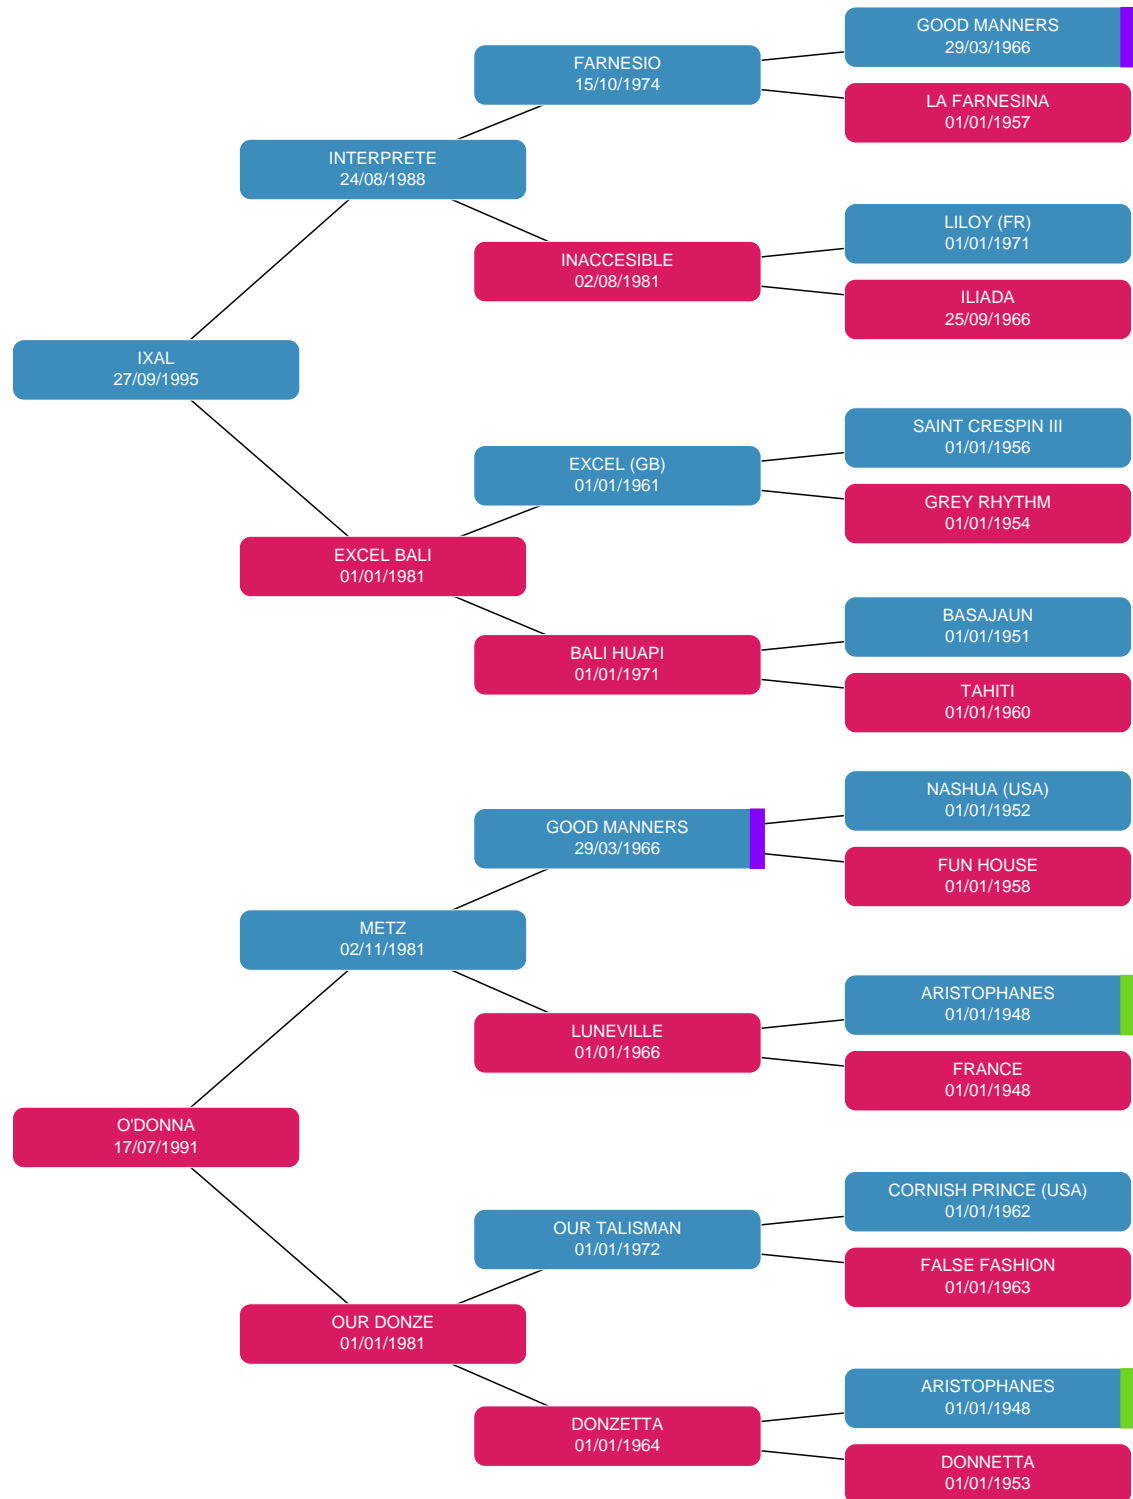 GOOD MANNERS
29/03/1966
FARNESIO
15/10/1974
LA FARNESINA
01/01/1957
INTERPRETE
24/08/1988
LILOY (FR)
01/01/1971
INACCESIBLE
02/08/1981
ILIADA
25/09/1966
IXAL
27/09/1995
SAINT CRESPIN III
01/01/1956
EXCEL (GB)
01/01/1961
GREY RHYTHM
01/01/1954
EXCEL BALI
01/01/1981
BASAJAUN
01/01/1951
BALI HUAPI
01/01/1971
TAHITI
01/01/1960
NASHUA (USA)
01/01/1952
GOOD MANNERS
29/03/1966
FUN HOUSE
01/01/1958
METZ
02/11/1981
ARISTOPHANES
01/01/1948
LUNEVILLE
01/01/1966
FRANCE
01/01/1948
O'DONNA
17/07/1991
CORNISH PRINCE (USA)
01/01/1962
OUR TALISMAN
01/01/1972
FALSE FASHION
01/01/1963
OUR DONZE
01/01/1981
ARISTOPHANES
01/01/1948
DONZETTA
01/01/1964
DONNETTA
01/01/1953